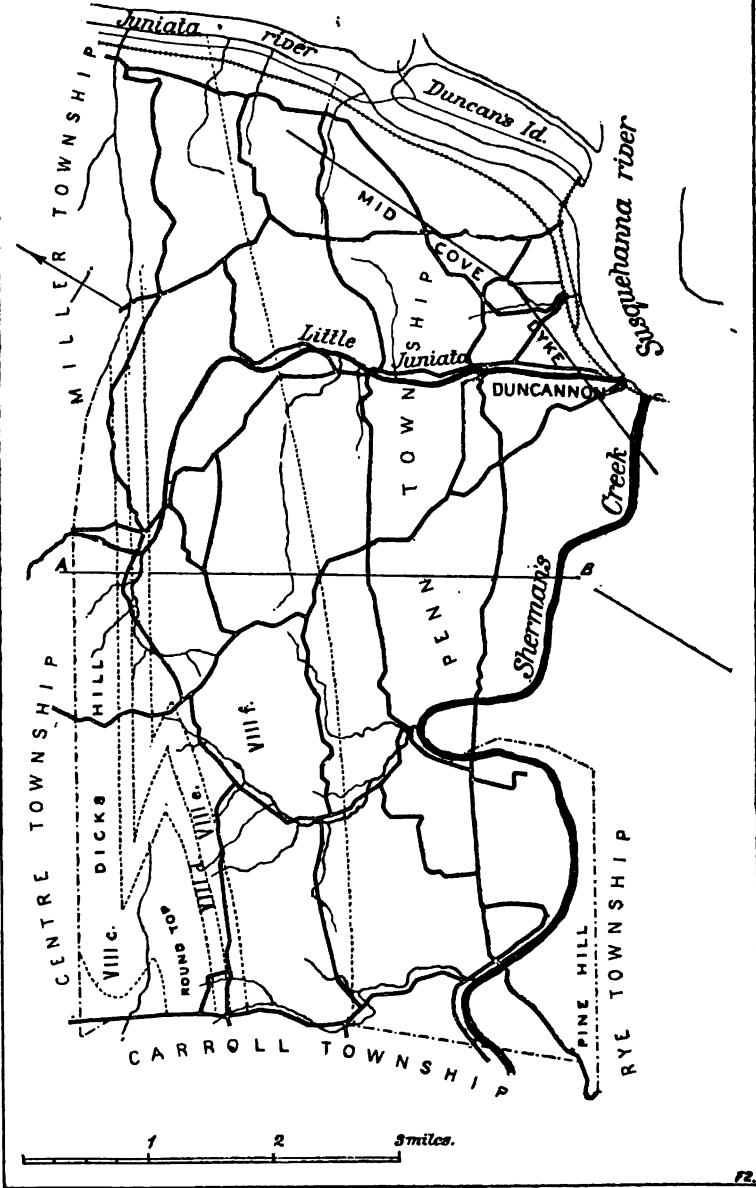 Juniata river
Duncan's Id.
Susquehanna river
MILLER TOWNSHIP
MID
COVE
DYKE
Little Juniata
DUNCANNON
PENN TOWNSHIP
Creek
Sherman's
A
B
CENTRE TOWNSHIP
DICKS HILL
VIII f.
VIII e.
VIII d.
VIII c.
ROUND TOP
PINE HILL
RYE TOWNSHIP
CARROLL TOWNSHIP
1 2 3 miles.